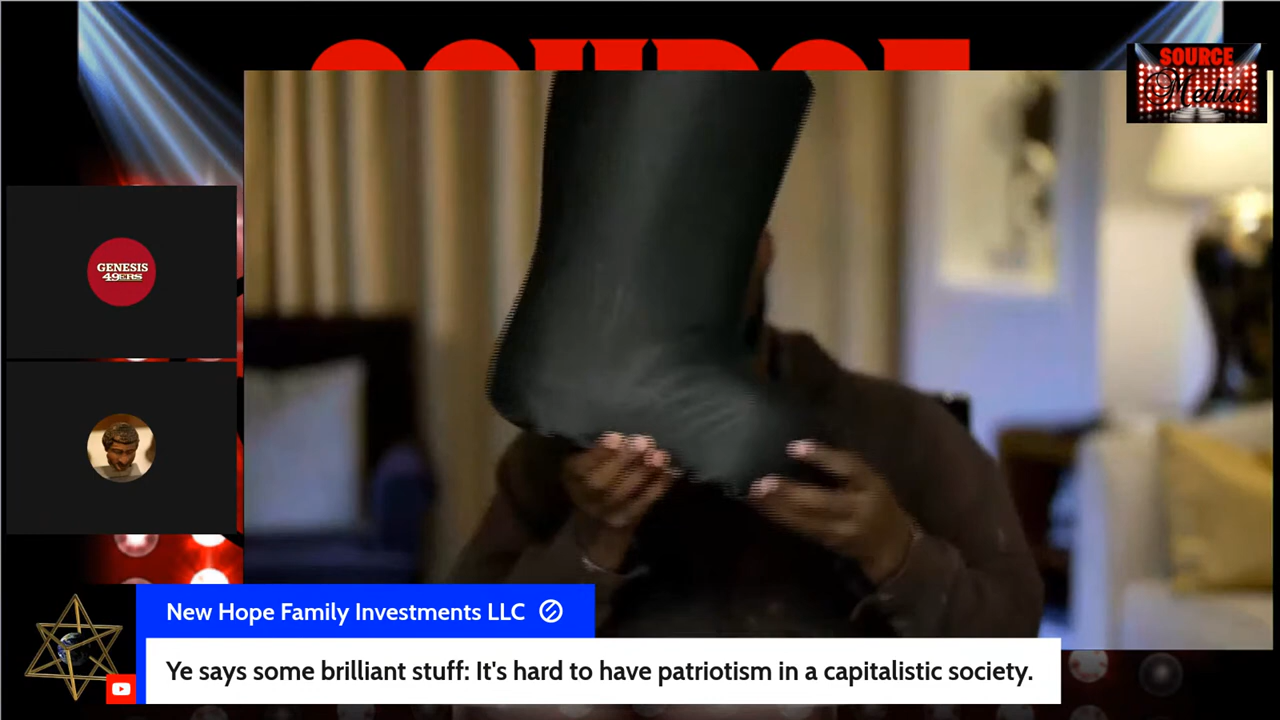 SOURCE
SOURCE
Media
GENESIS
49ERS
New Hope Family Investments LLC
Ye says some brilliant stuff: It's hard to have patriotism in a capitalistic society.